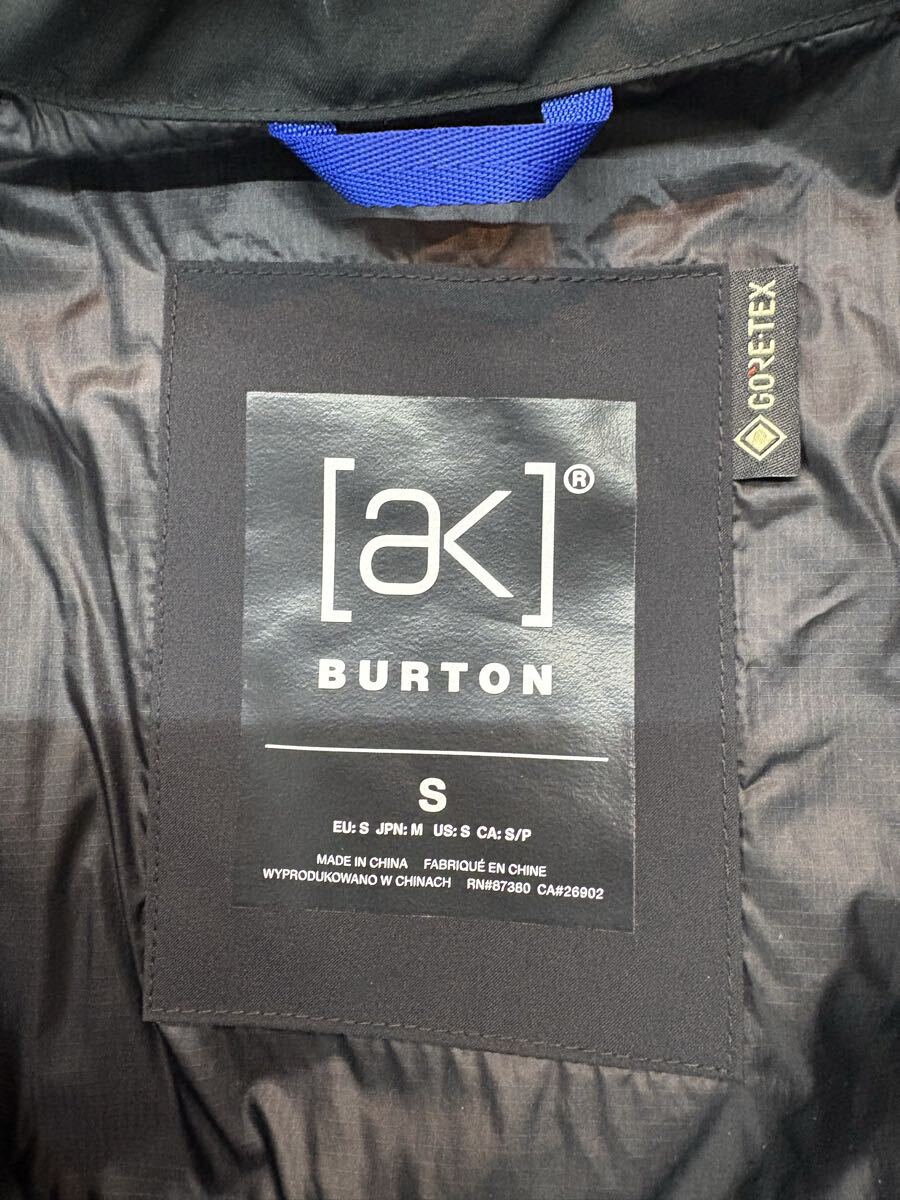 [ak]®
BURTON
S
EU: S JPN: M US: S CA: S/P
MADE IN CHINA FABRIQUÉ EN CHINE
WYPRODUKOWANO W CHINACH RN#87380 CA#26902
GORE-TEX